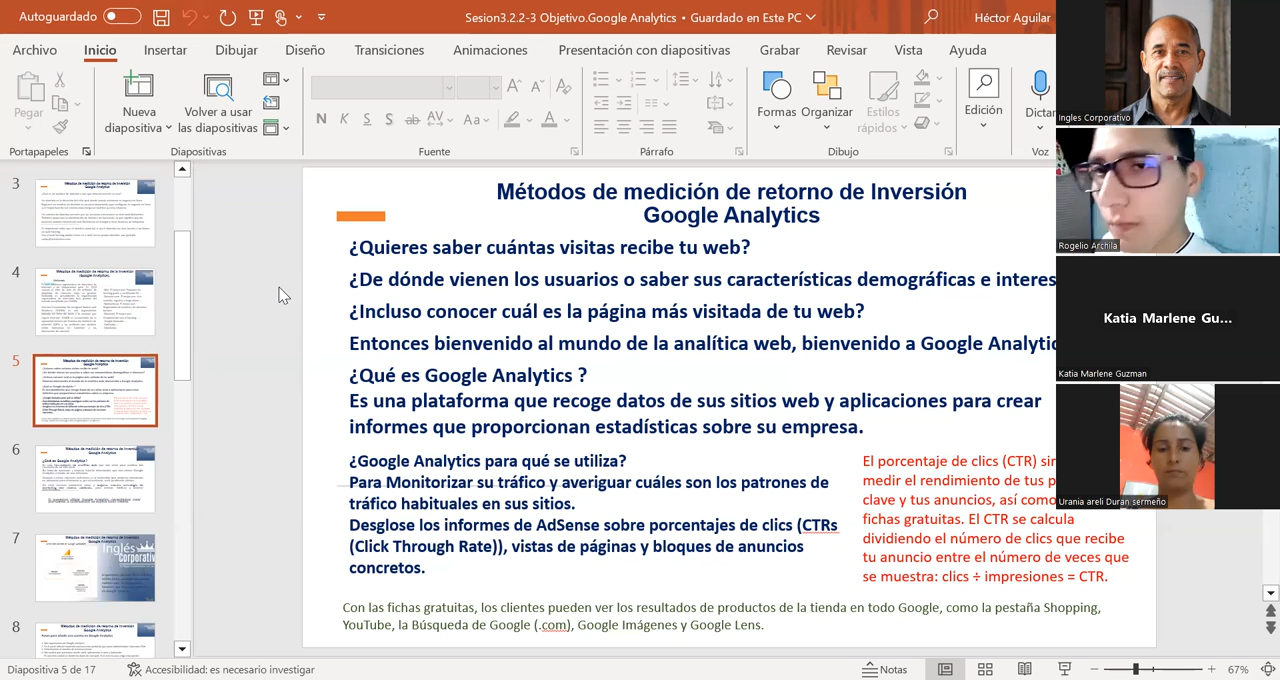 Autoguardado
Sesion3.2.2-3 Objetivo.Google Analytics • Guardado en Este PC
Héctor Aguilar
Archivo Inicio Insertar Dibujar Diseño Transiciones Animaciones Presentación con diapositivas Grabar Revisar Vista Ayuda
Pegar
Nueva
diapositiva
Volver a usar
las diapositivas
N K S S ab AV Aa A
Formas
Organizar
Estilos
rápidos
Edición
Dictar
Portapapeles
Diapositivas
Fuente
Párrafo
Dibujo
Voz
Ingles Corporativo
Rogelio Archila
Katia Marlene Gu...
Katia Marlene Guzman
Urania areli Duran sermeño
3
4
5
6
7
8
Métodos de medición de retorno de Inversión
Google Analytics
¿Quieres saber cuántas visitas recibe tu web?
¿De dónde vienen los usuarios o saber sus características demográficas e interes
¿Incluso conocer cuál es la página más visitada de tu web?
Entonces bienvenido al mundo de la analítica web, bienvenido a Google Analytic
¿Qué es Google Analytics ?
Es una plataforma que recoge datos de sus sitios web y aplicaciones para crear
informes que proporcionan estadísticas sobre su empresa.
¿Google Analytics para qué se utiliza?
Para Monitorizar su tráfico y averiguar cuáles son los patrones de
tráfico habituales en sus sitios.
Desglose los informes de AdSense sobre porcentajes de clics (CTRs
(Click Through Rate)), vistas de páginas y bloques de anuncios
concretos.
El porcentaje de clics (CTR) sir
medir el rendimiento de tus p
clave y tus anuncios, así como
fichas gratuitas. El CTR se calcula
dividiendo el número de clics que recibe
tu anuncio entre el número de veces que
se muestra: clics ÷ impresiones = CTR.
Con las fichas gratuitas, los clientes pueden ver los resultados de productos de la tienda en todo Google, como la pestaña Shopping,
YouTube, la Búsqueda de Google (.com), Google Imágenes y Google Lens.
Diapositiva 5 de 17
Accesibilidad: es necesario investigar
Notas
67%